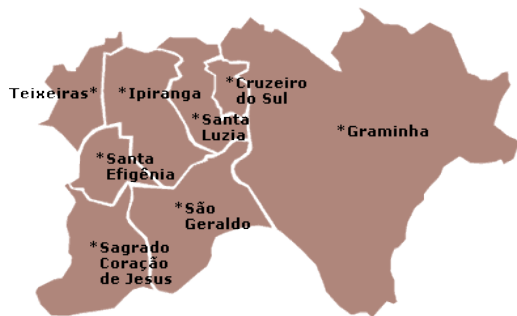 Teixeiras*
*Ipiranga
*Cruzeiro
do Sul
*Santa
Luzia
*Graminha
*Santa
Efigênia
*São
Geraldo
*Sagrado
Coração
de Jesus